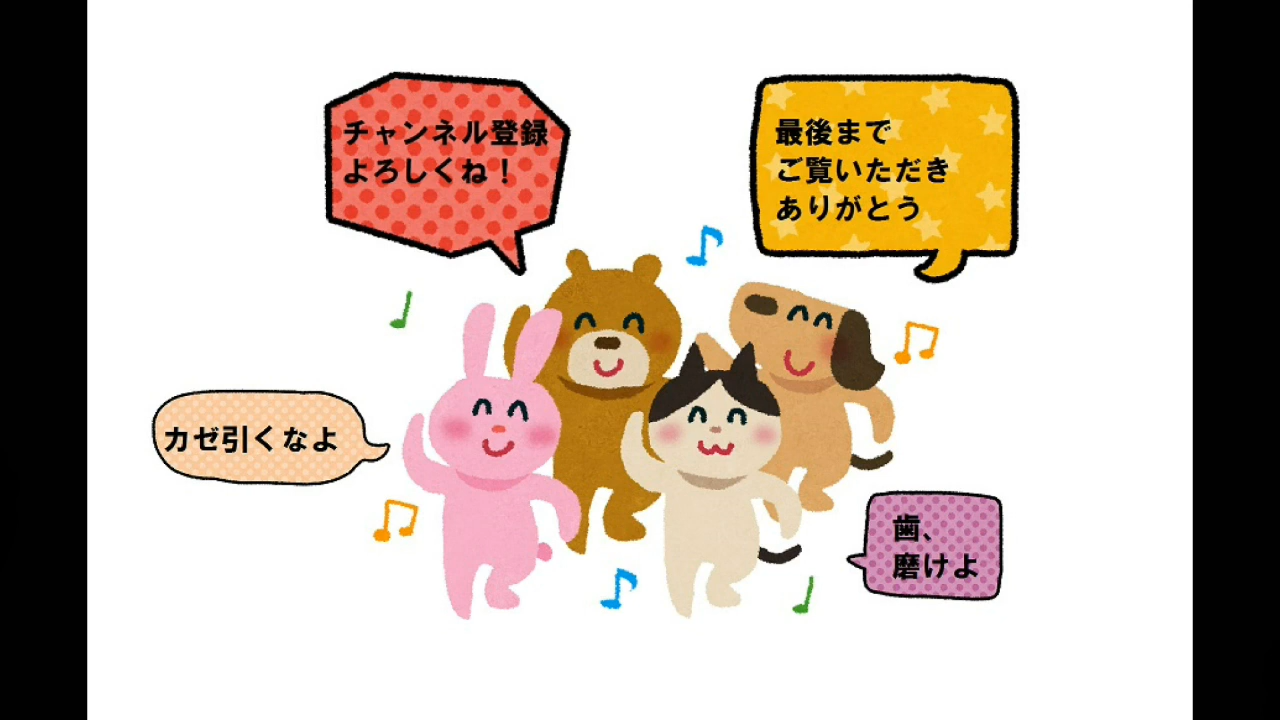 チャンネル登録
よろしくね！
最後まで
ご覧いただき
ありがとう
カゼ引くなよ
歯、
磨けよ